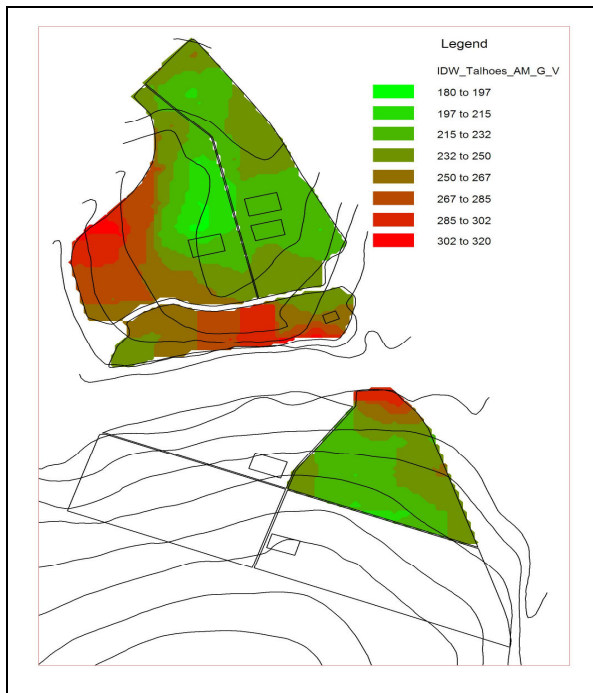 Legend
IDW_Talhoes_AM_G_V
180 to 197
197 to 215
215 to 232
232 to 250
250 to 267
267 to 285
285 to 302
302 to 320